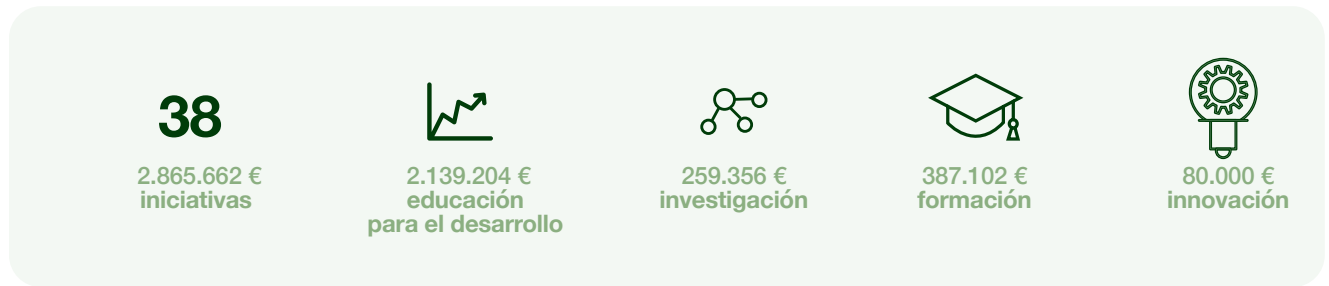 38
2.865.662 €
iniciativas
2.139.204 €
educación
para el desarrollo
259.356 €
investigación
387.102 €
formación
80.000 €
innovación